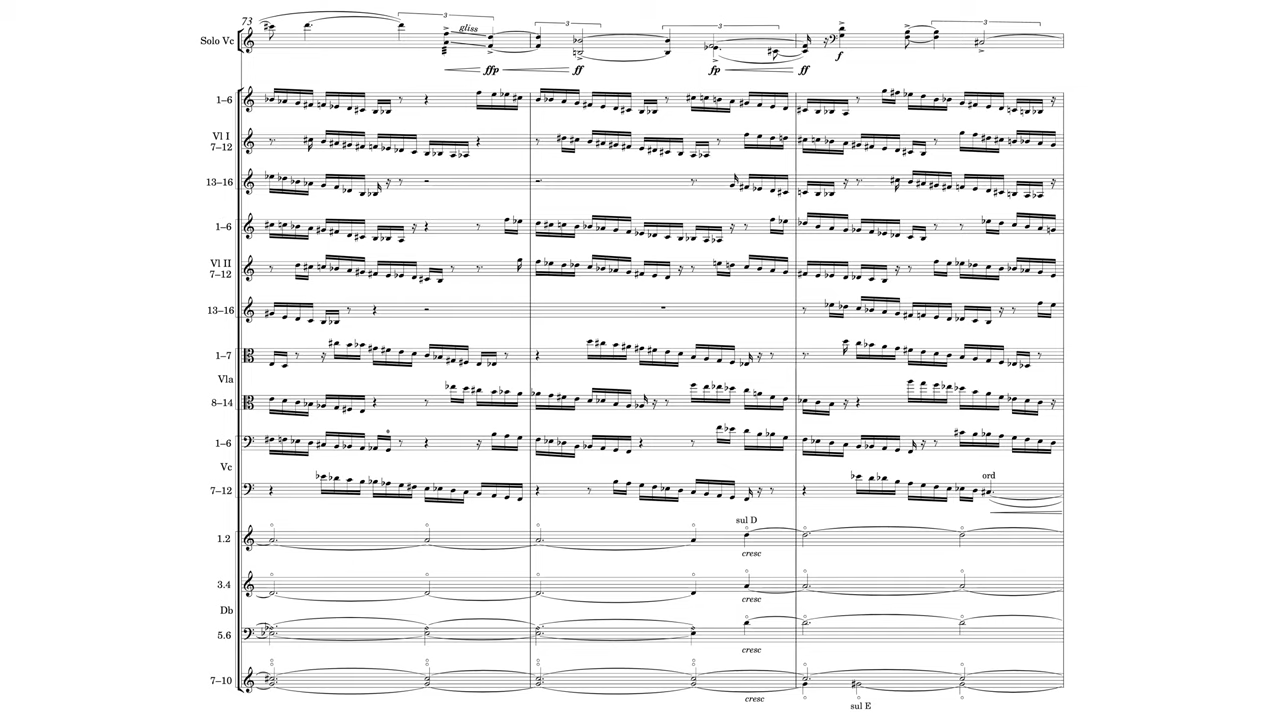 73
3
3
3
3
gliss
Solo Vc
ffp
ff
fp
ff
f
1–6
Vl I
7–12
13–16
1–6
Vl II
7–12
13–16
1–7
Vla
8–14
1–6
Vc
ord
7–12
sul D
1.2
cresc
3.4
cresc
Db
5.6
cresc
7–10
cresc
sul E